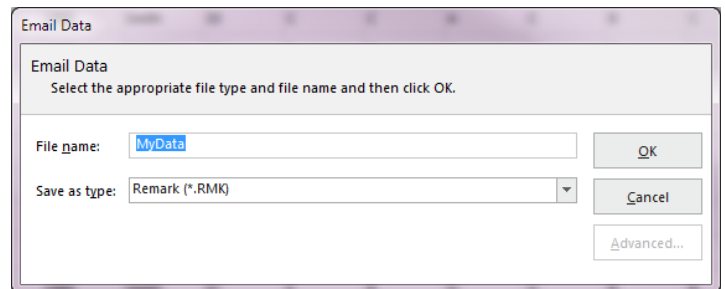 Email Data
Email Data
Select the appropriate file type and file name and then click OK.
File name: MyData OK
Save as type: Remark (*.RMK) Cancel
Advanced...